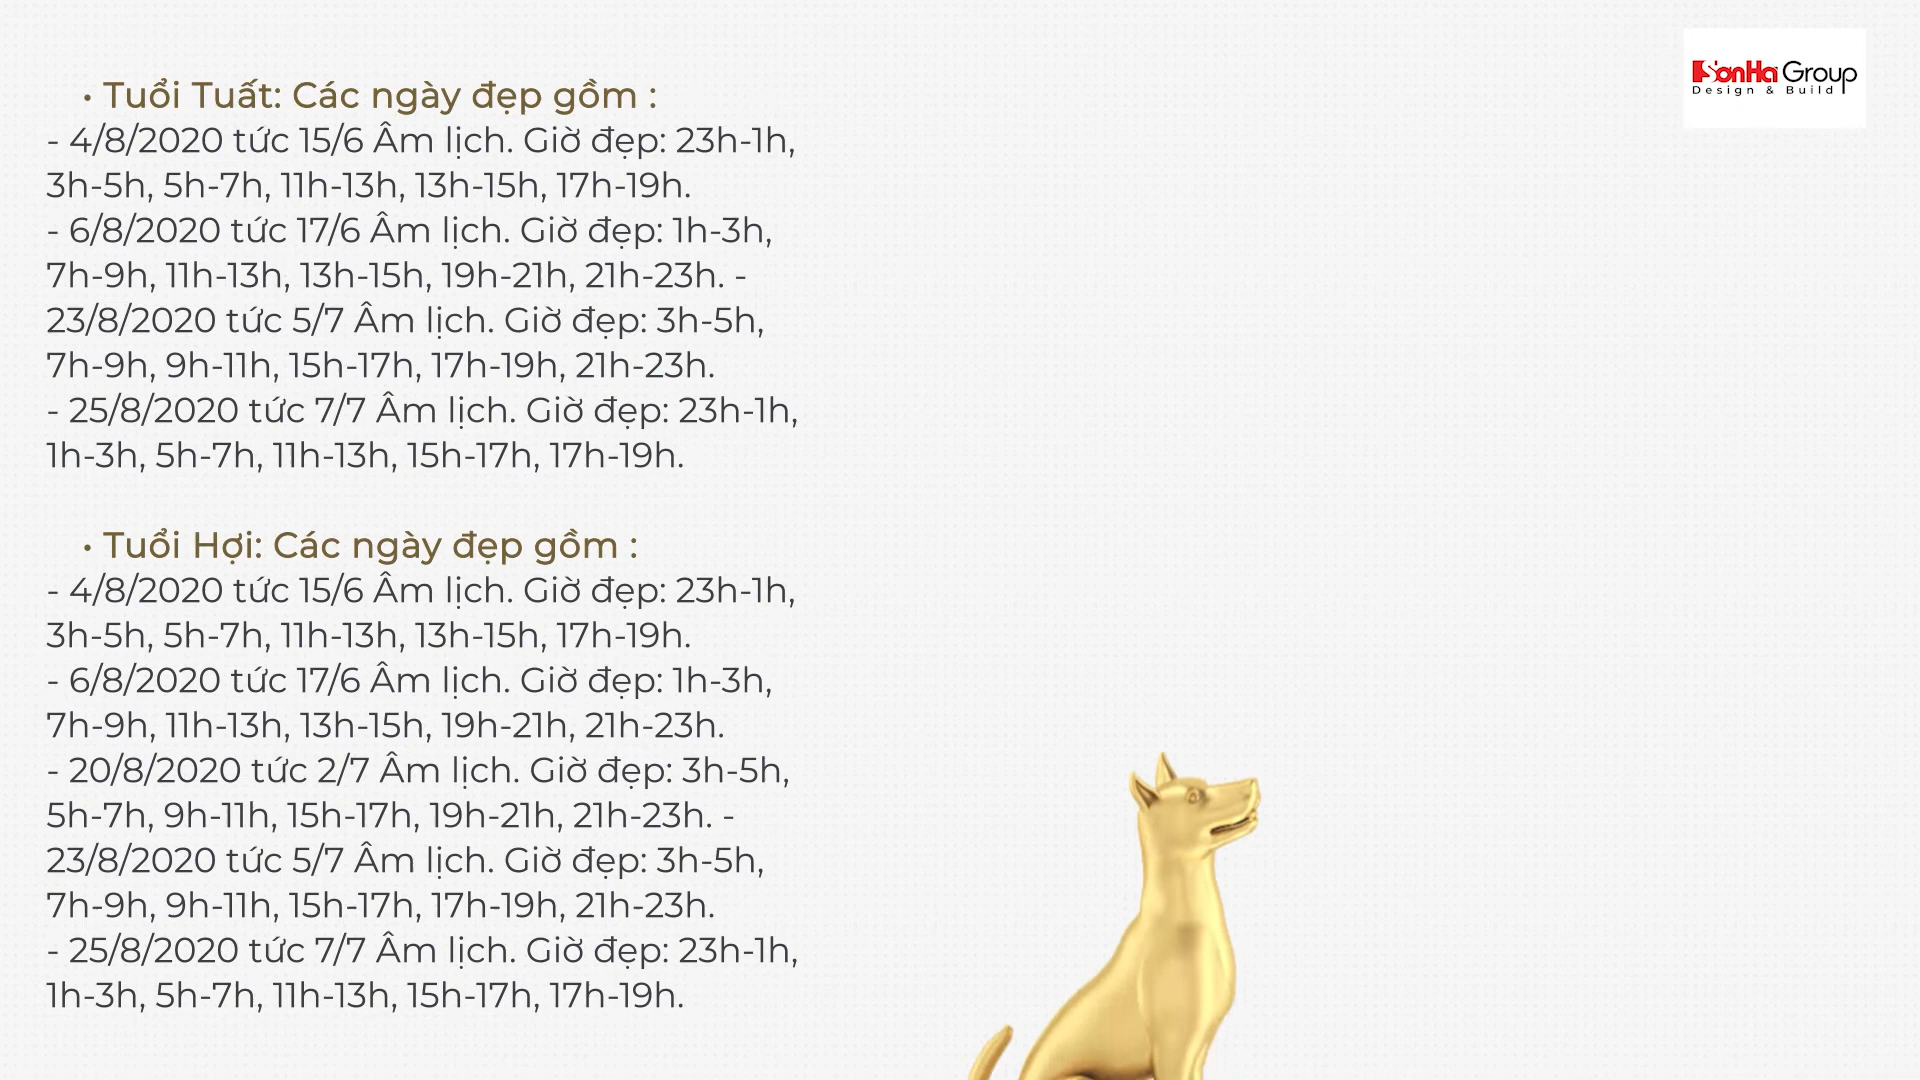 • Tuổi Tuất: Các ngày đẹp gồm :
- 4/8/2020 tức 15/6 Âm lịch. Giờ đẹp: 23h-1h,
3h-5h, 5h-7h, 11h-13h, 13h-15h, 17h-19h.
- 6/8/2020 tức 17/6 Âm lịch. Giờ đẹp: 1h-3h,
7h-9h, 11h-13h, 13h-15h, 19h-21h, 21h-23h. -
23/8/2020 tức 5/7 Âm lịch. Giờ đẹp: 3h-5h,
7h-9h, 9h-11h, 15h-17h, 17h-19h, 21h-23h.
- 25/8/2020 tức 7/7 Âm lịch. Giờ đẹp: 23h-1h,
1h-3h, 5h-7h, 11h-13h, 15h-17h, 17h-19h.
• Tuổi Hợi: Các ngày đẹp gồm :
- 4/8/2020 tức 15/6 Âm lịch. Giờ đẹp: 23h-1h,
3h-5h, 5h-7h, 11h-13h, 13h-15h, 17h-19h.
- 6/8/2020 tức 17/6 Âm lịch. Giờ đẹp: 1h-3h,
7h-9h, 11h-13h, 13h-15h, 19h-21h, 21h-23h.
- 20/8/2020 tức 2/7 Âm lịch. Giờ đẹp: 3h-5h,
5h-7h, 9h-11h, 15h-17h, 19h-21h, 21h-23h. -
23/8/2020 tức 5/7 Âm lịch. Giờ đẹp: 3h-5h,
7h-9h, 9h-11h, 15h-17h, 17h-19h, 21h-23h.
- 25/8/2020 tức 7/7 Âm lịch. Giờ đẹp: 23h-1h,
1h-3h, 5h-7h, 11h-13h, 15h-17h, 17h-19h.
SonHa Group
Design & Build